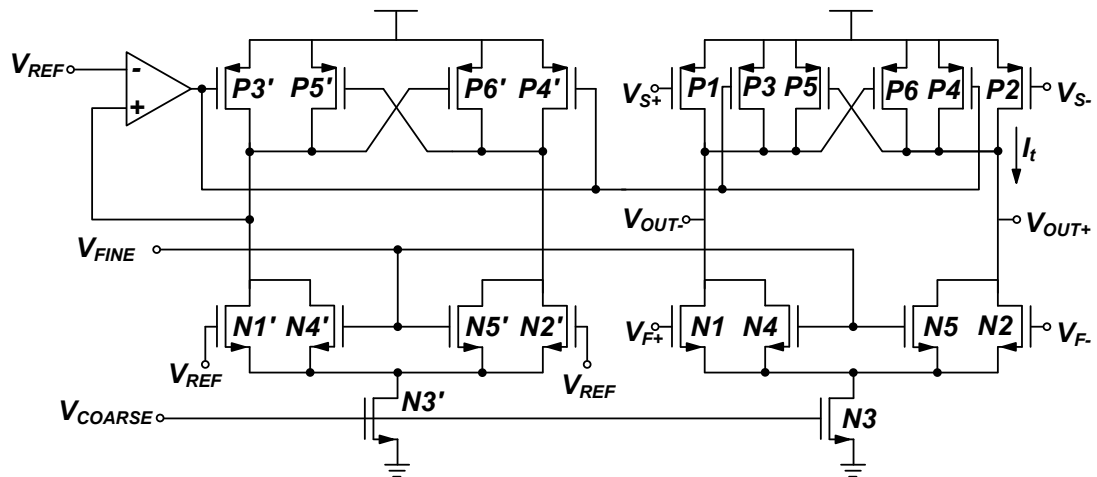 V_REF - +
P3' P5' P6' P4'
V_S+ P1 P3 P5 P6 P4 P2 V_S-
I_t
V_OUT- V_OUT+
V_FINE
N1' N4' N5' N2'
V_F+ N1 N4 N5 N2 V_F-
V_REF V_REF
V_COARSE N3' N3